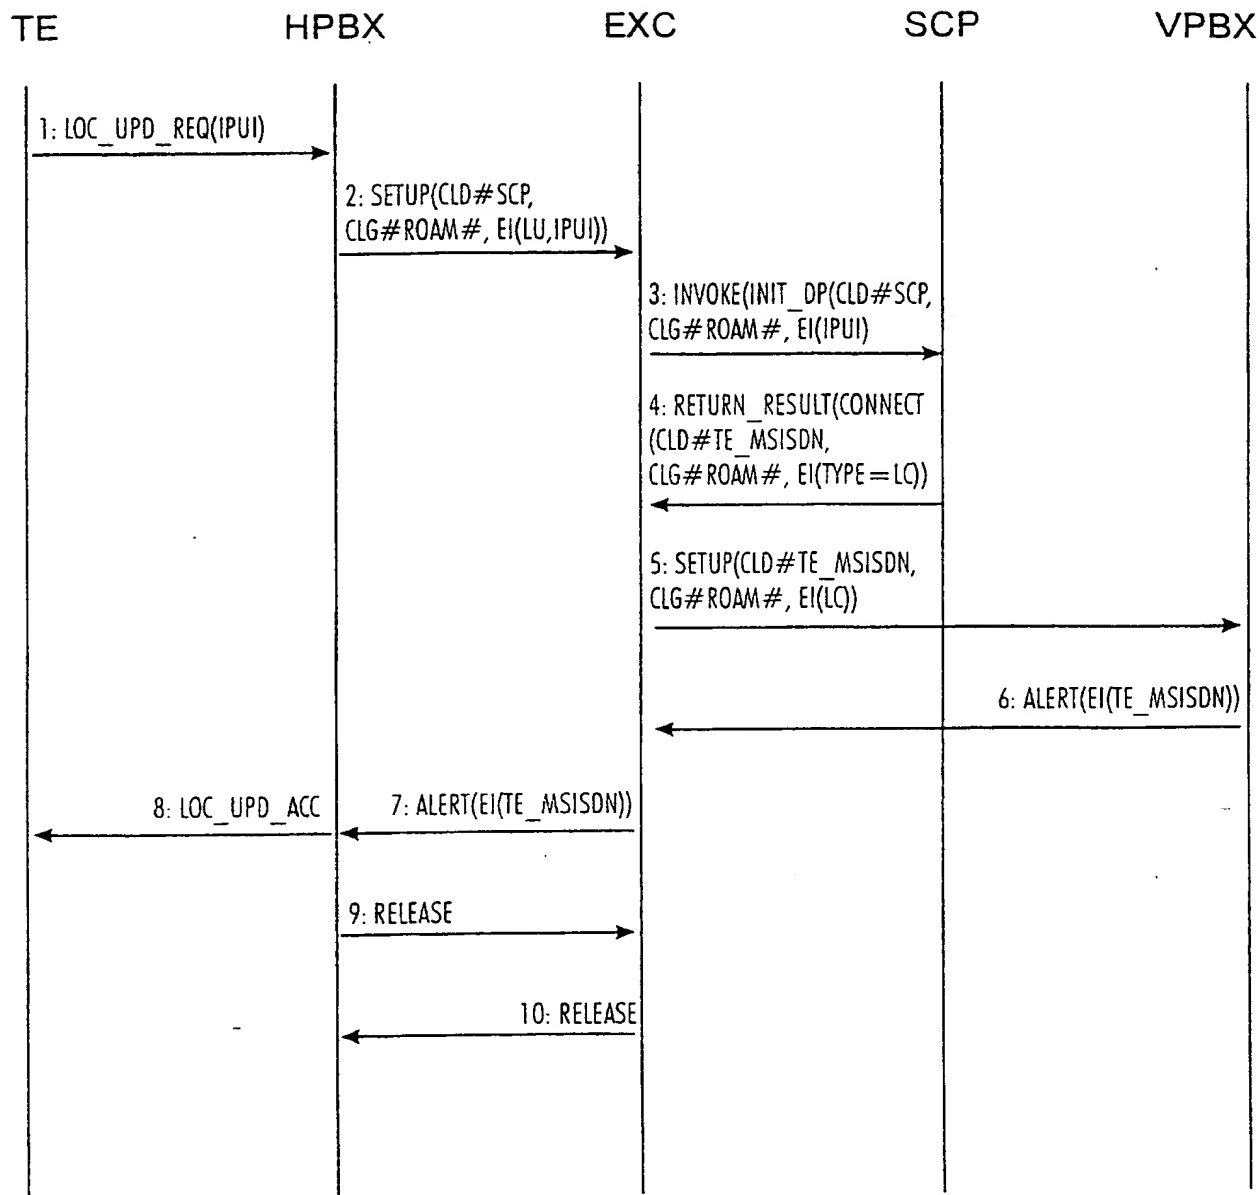 TE HPBX EXC SCP VPBX
1: LOC_UPD_REQ(IPUI)
2: SETUP(CLD#SCP,
CLG#ROAM#, EI(LU,IPUI))
3: INVOKE(INIT_DP(CLD#SCP,
CLG#ROAM#, EI(IPUI)
4: RETURN_RESULT(CONNECT
(CLD#TE_MSISDN,
CLG#ROAM#, EI(TYPE=LC))
5: SETUP(CLD#TE_MSISDN,
CLG#ROAM#, EI(LC))
6: ALERT(EI(TE_MSISDN))
8: LOC_UPD_ACC 7: ALERT(EI(TE_MSISDN))
9: RELEASE
10: RELEASE